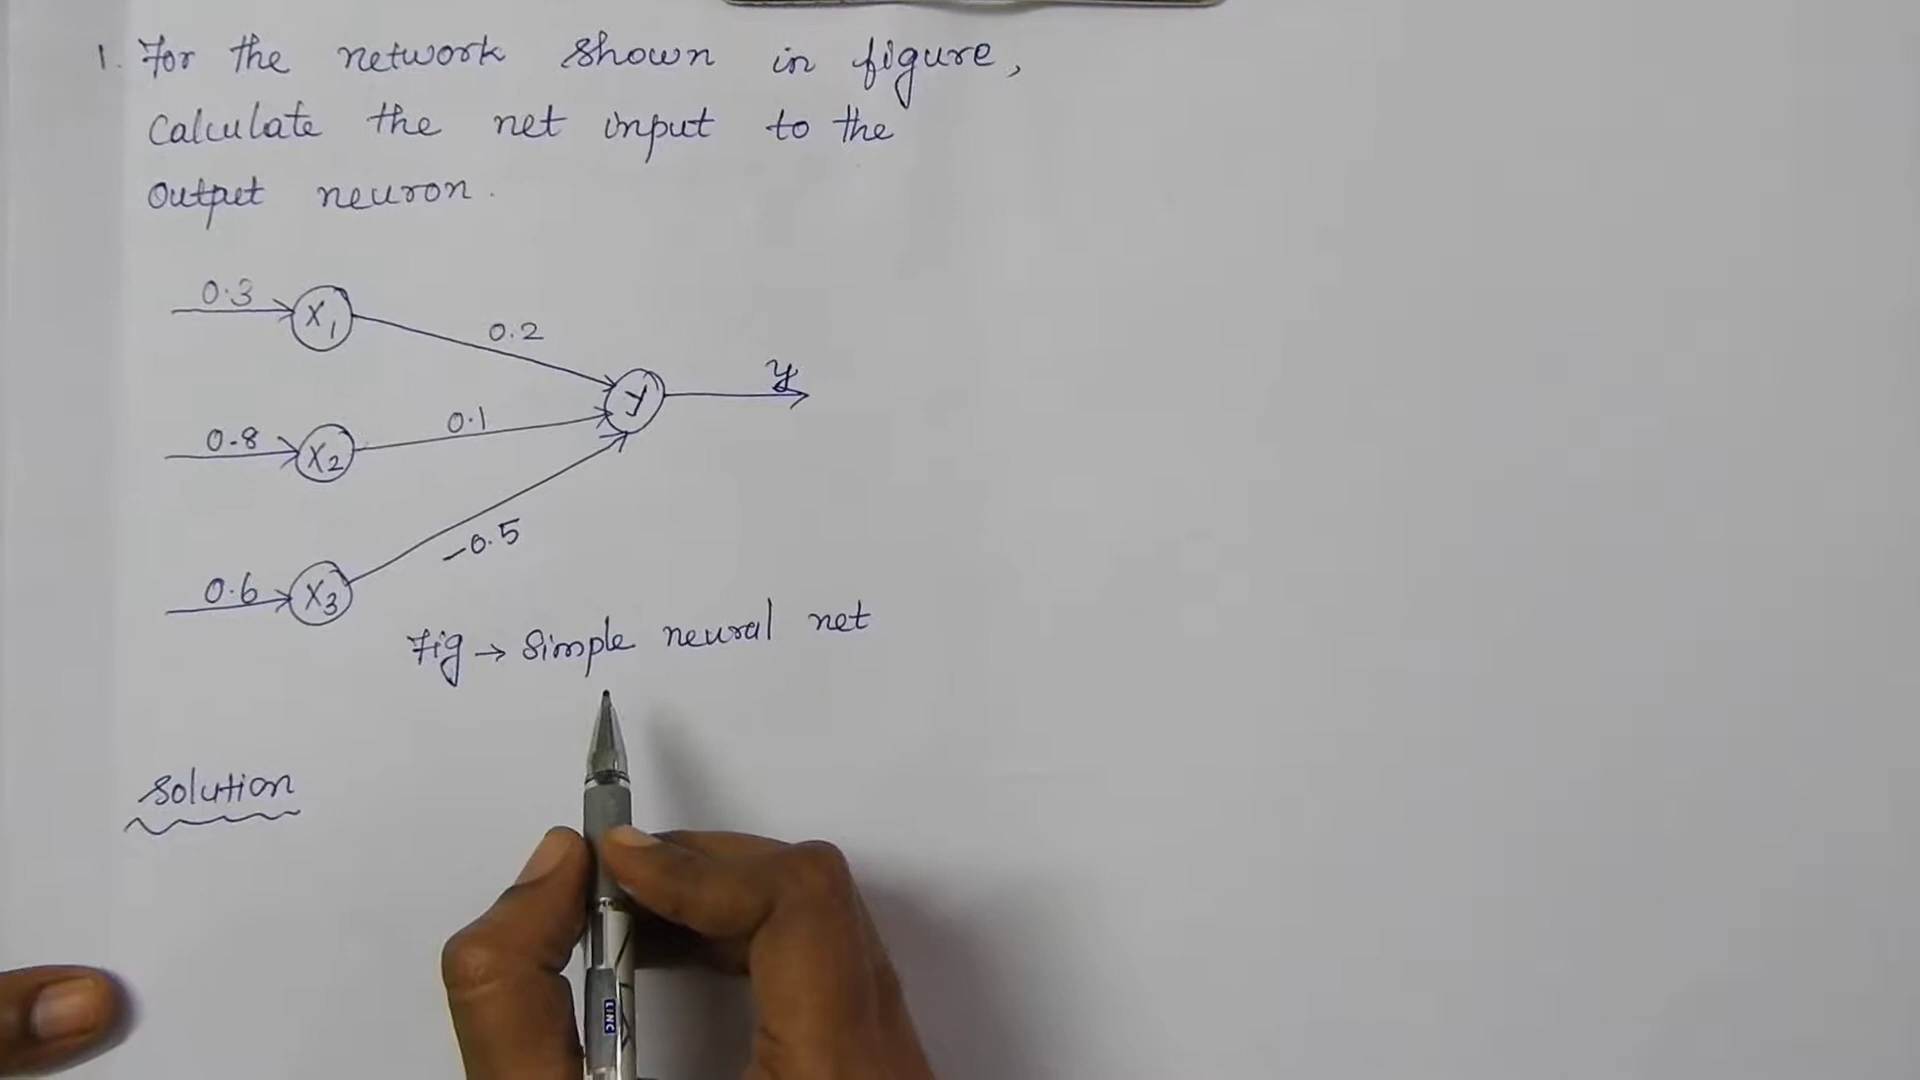 1. For the network shown in figure,
Calculate the net input to the
Output neuron.
0.3
X1
0.2
Y
y
0.8
X2
0.1
0.6
X3
-0.5
Fig → Simple neural net
Solution
LINC